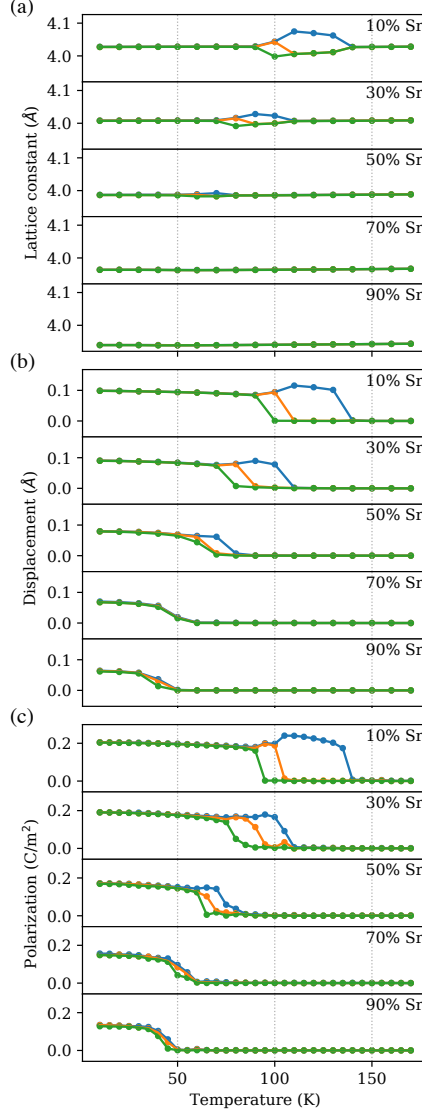 (a)
4.1
4.0
10% Sr
4.1
4.0
30% Sr
4.1
4.0
50% Sr
4.1
4.0
70% Sr
4.1
4.0
90% Sr
Lattice constant (Å)
(b)
0.1
0.0
10% Sr
0.1
0.0
30% Sr
0.1
0.0
50% Sr
0.1
0.0
70% Sr
0.1
0.0
90% Sr
Displacement (Å)
(c)
0.2
0.0
10% Sr
0.2
0.0
30% Sr
0.2
0.0
50% Sr
0.2
0.0
70% Sr
0.2
0.0
90% Sr
Polarization (C/m²)
50
100
150
Temperature (K)